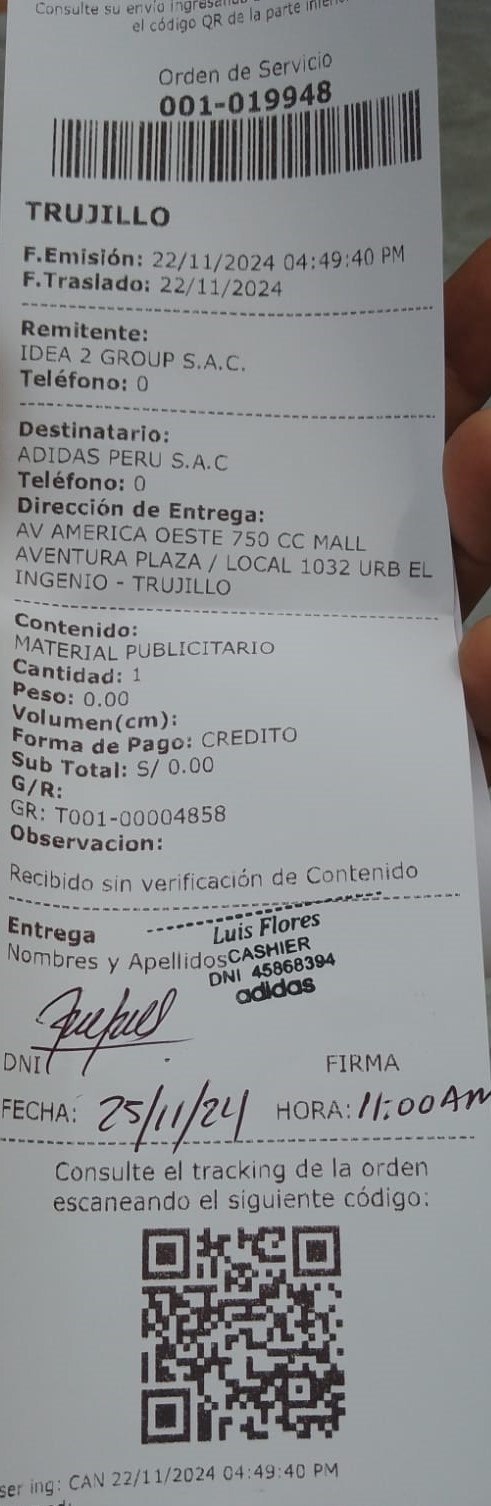 Consulte su envío ingresando
el código QR de la parte
Orden de Servicio
001-019948
TRUJILLO
F.Emisión: 22/11/2024 04:49:40 PM
F.Traslado: 22/11/2024
Remitente:
IDEA 2 GROUP S.A.C.
Teléfono: 0
Destinatario:
ADIDAS PERU S.A.C
Teléfono: 0
Dirección de Entrega:
AV AMERICA OESTE 750 CC MALL
AVENTURA PLAZA / LOCAL 1032 URB EL
INGENIO - TRUJILLO
Contenido:
MATERIAL PUBLICITARIO
Cantidad: 1
Peso: 0.00
Volumen(cm):
Forma de Pago: CREDITO
Sub Total: S/ 0.00
G/R:
GR: T001-00004858
Observacion:
Recibido sin verificación de Contenido
Entrega
Luis Flores
Nombres y Apellidos CASHIER
DNI 45868394
adidas
DNI
FIRMA
FECHA: 25/11/24 HORA: 11:00 AM
Consulte el tracking de la orden
escaneando el siguiente código:
ser ing: CAN 22/11/2024 04:49:40 PM